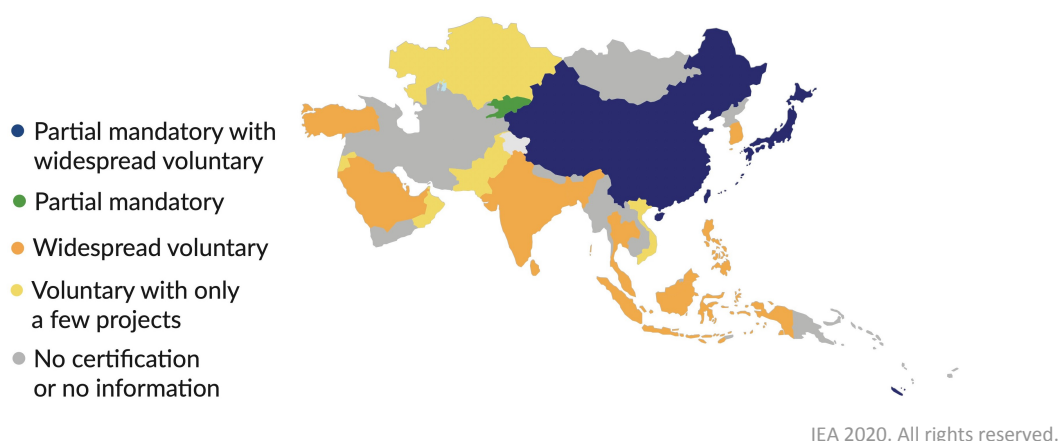 Partial mandatory with
widespread voluntary
Partial mandatory
Widespread voluntary
Voluntary with only
a few projects
No certification
or no information
IEA 2020. All rights reserved.